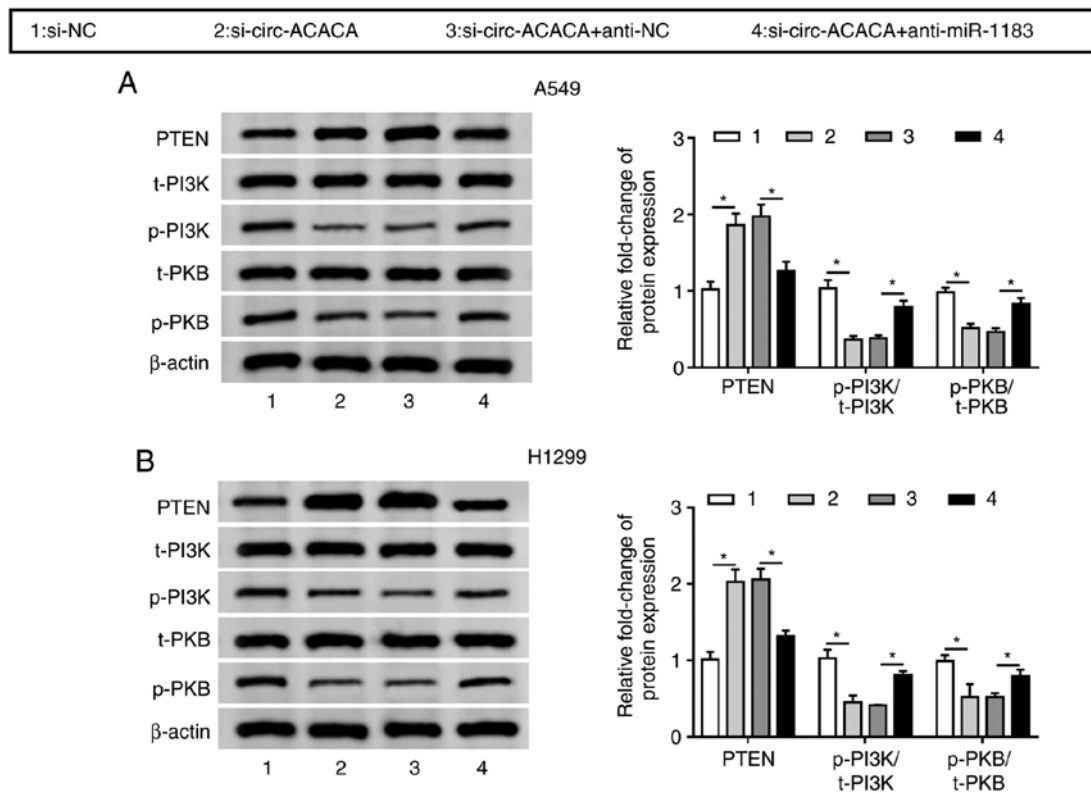 1:si-NC 2:si-circ-ACACA 3:si-circ-ACACA+anti-NC 4:si-circ-ACACA+anti-miR-1183
A
A549
PTEN
t-PI3K
p-PI3K
t-PKB
p-PKB
β-actin
1 2 3 4
Relative fold-change of
protein expression
3
2
1
0
1 2 3 4
* * * * * *
PTEN p-PI3K/ p-PKB/
t-PI3K t-PKB
B
H1299
PTEN
t-PI3K
p-PI3K
t-PKB
p-PKB
β-actin
1 2 3 4
Relative fold-change of
protein expression
3
2
1
0
1 2 3 4
* * * * * *
PTEN p-PI3K/ p-PKB/
t-PI3K t-PKB